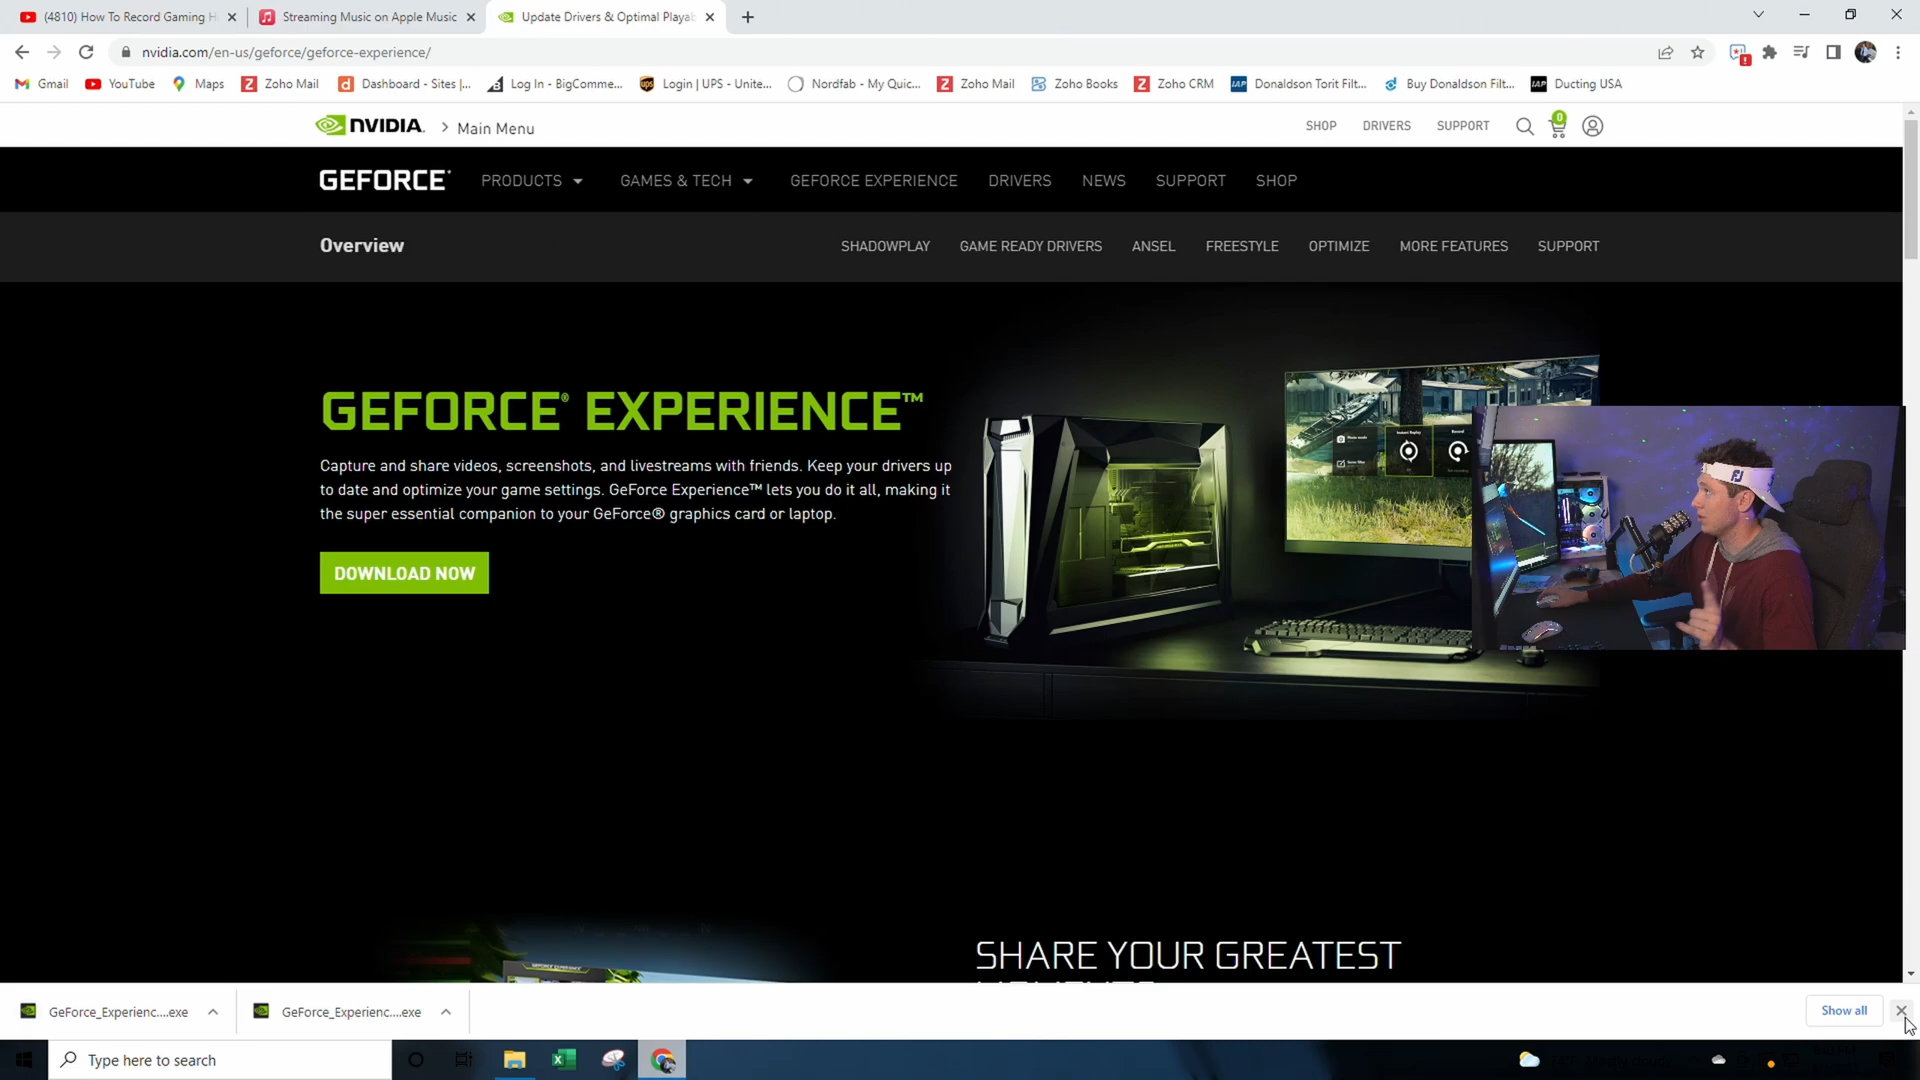 (4810) How To Record Gaming H
Streaming Music on Apple Music
Update Drivers & Optimal Playab
nvidia.com/en-us/geforce/geforce-experience/
Gmail
YouTube
Maps
Zoho Mail
Dashboard - Sites |...
Log In - BigComme...
Login | UPS - Unite...
Nordfab - My Quic...
Zoho Mail
Zoho Books
Zoho CRM
Donaldson Torit Filt...
Buy Donaldson Filt...
Ducting USA
NVIDIA. > Main Menu
SHOP
DRIVERS
SUPPORT
0
GEFORCE
PRODUCTS
GAMES & TECH
GEFORCE EXPERIENCE
DRIVERS
NEWS
SUPPORT
SHOP
Overview
SHADOWPLAY
GAME READY DRIVERS
ANSEL
FREESTYLE
OPTIMIZE
MORE FEATURES
SUPPORT
GEFORCE® EXPERIENCE™
Capture and share videos, screenshots, and livestreams with friends. Keep your drivers up
to date and optimize your game settings. GeForce Experience™ lets you do it all, making it
the super essential companion to your GeForce® graphics card or laptop.
DOWNLOAD NOW
Instant Replay
Record
SHARE YOUR GREATEST
GeForce_Experienc....exe
GeForce_Experienc....exe
Show all
Type here to search